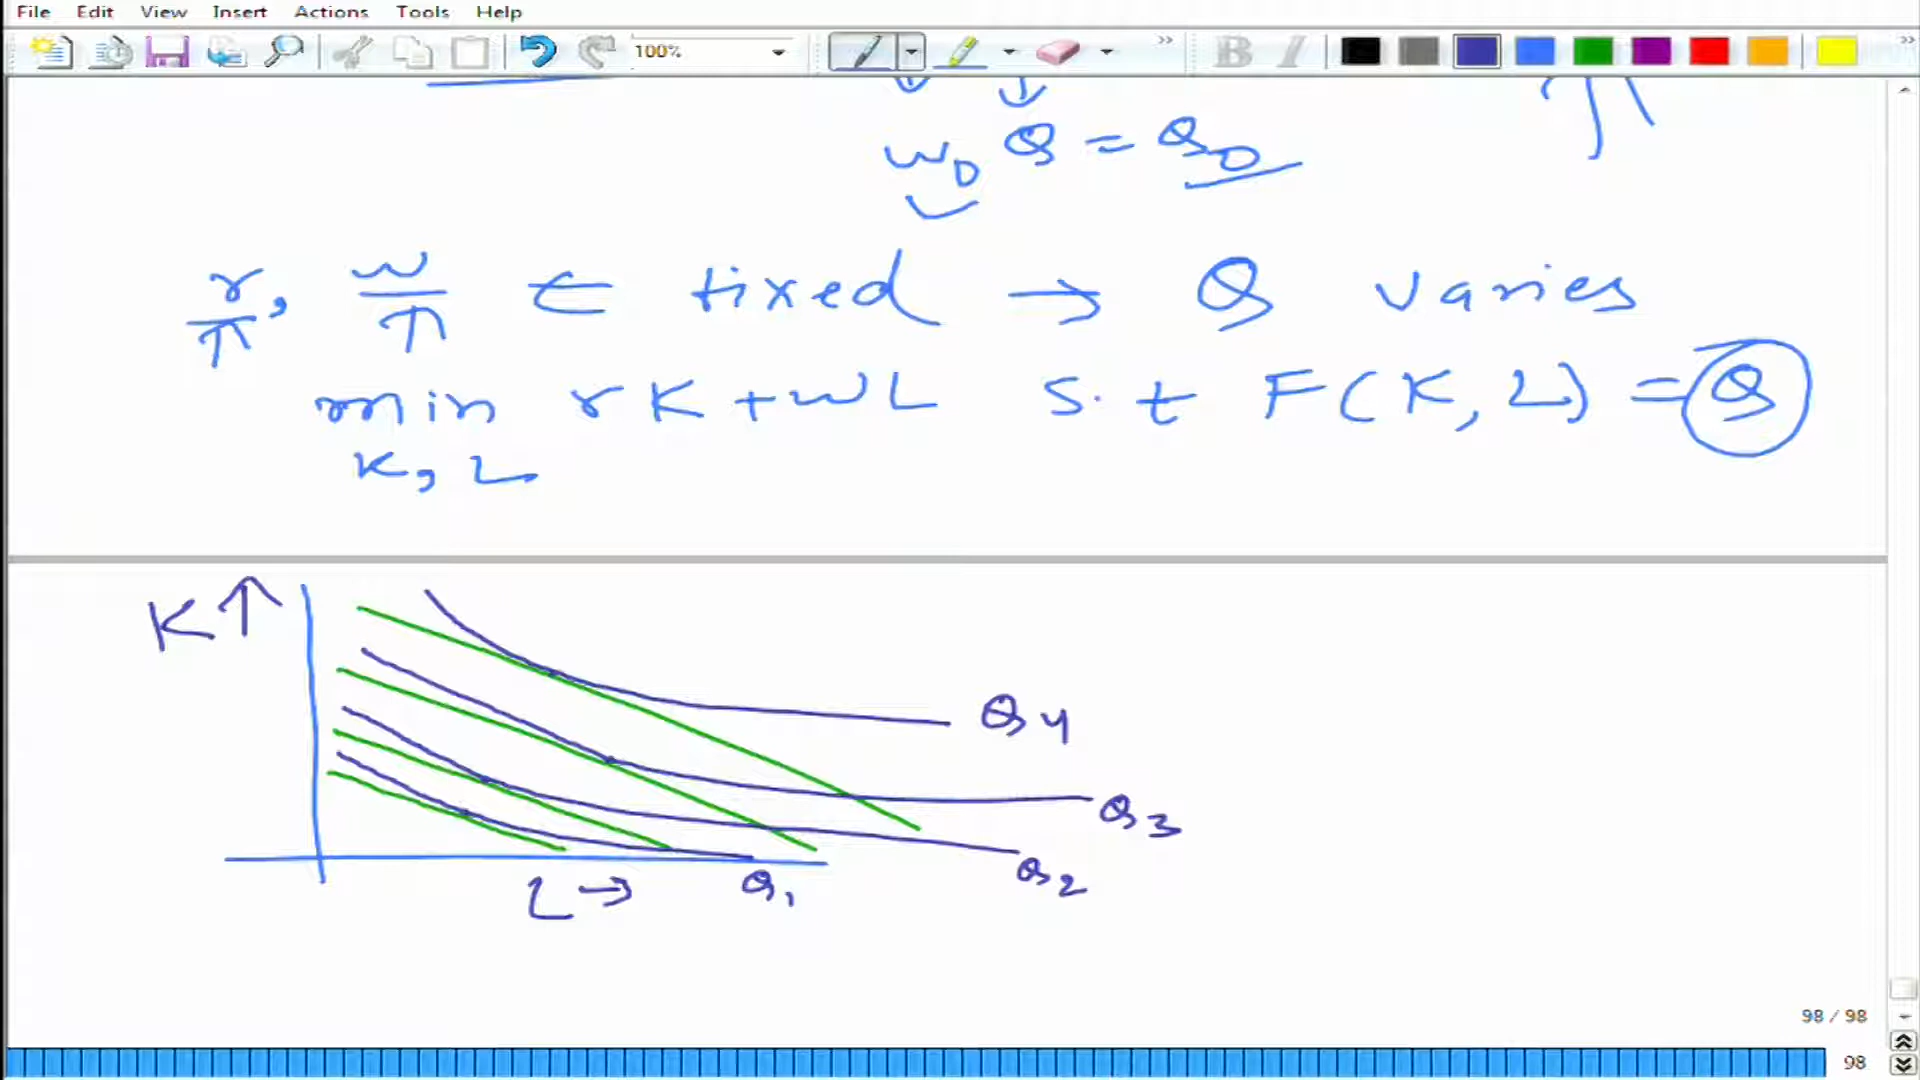 File Edit View Insert Actions Tools Help
100% B I
w₀ Q = Q₀
r, w ← fixed → Q varies
π π
min rK + wL s.t F(K, L) = Q
K, L
K↑
Q4
Q3
Q2
L → Q1
98 / 98
98